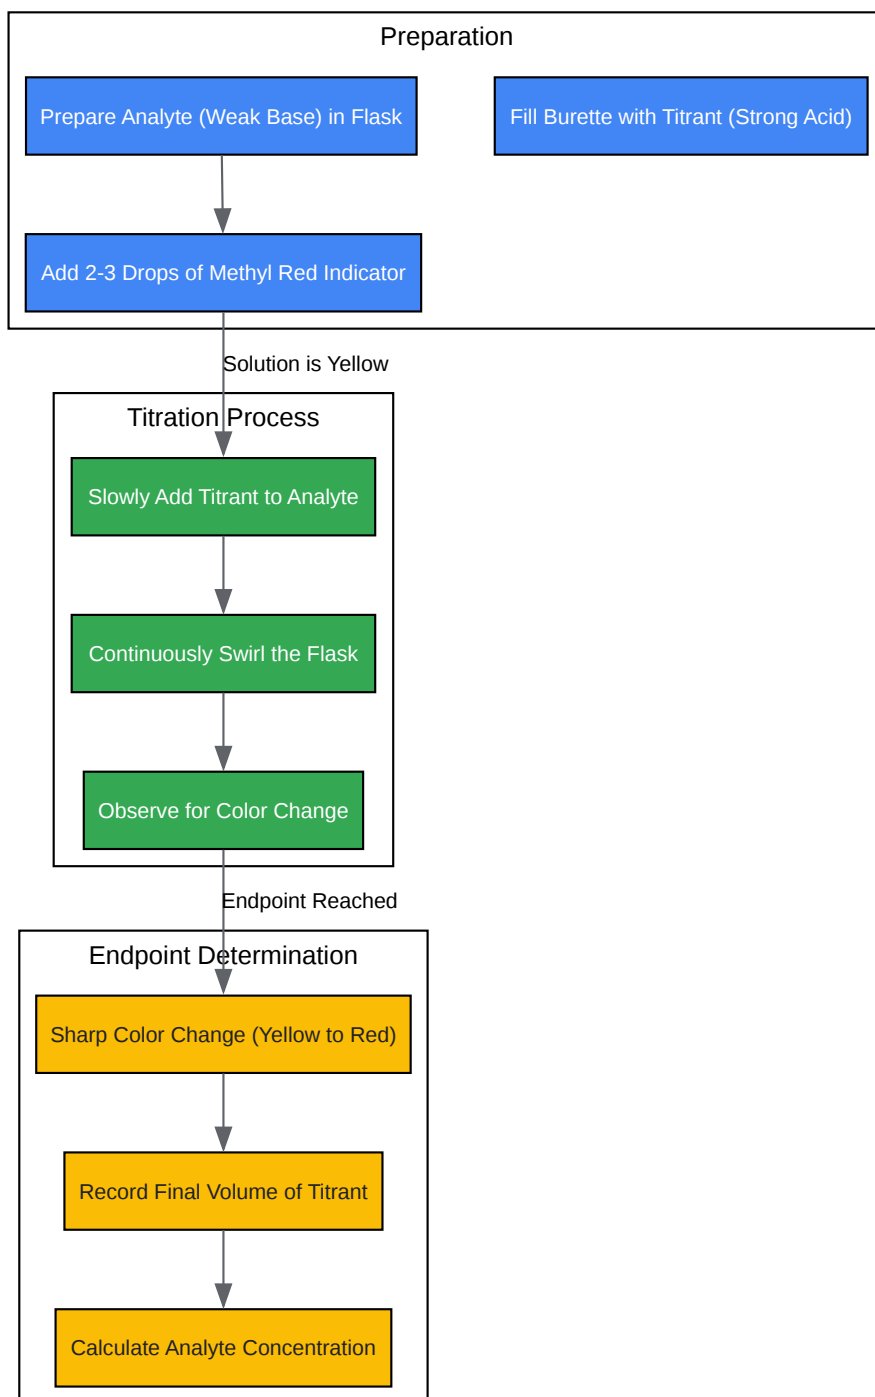 Preparation
Prepare Analyte (Weak Base) in Flask
Fill Burette with Titrant (Strong Acid)
Add 2-3 Drops of Methyl Red Indicator
Solution is Yellow
Titration Process
Slowly Add Titrant to Analyte
Continuously Swirl the Flask
Observe for Color Change
Endpoint Reached
Endpoint Determination
Sharp Color Change (Yellow to Red)
Record Final Volume of Titrant
Calculate Analyte Concentration